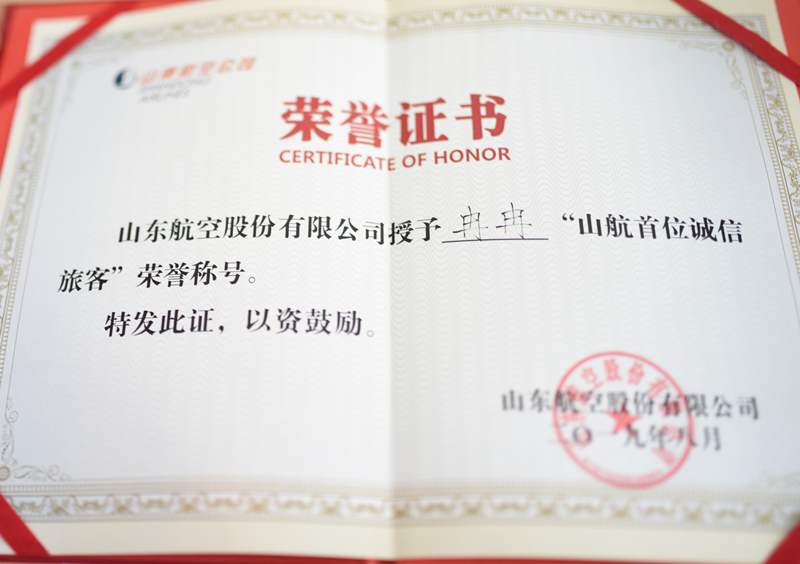 山东航空公司
SHANDONG AIRLINES
荣誉证书
CERTIFICATE OF HONOR
山东航空股份有限公司授予 冉冉 “山航首位诚信
旅客”荣誉称号。
特发此证，以资鼓励。
山东航空股份有限公司
二〇一九年八月